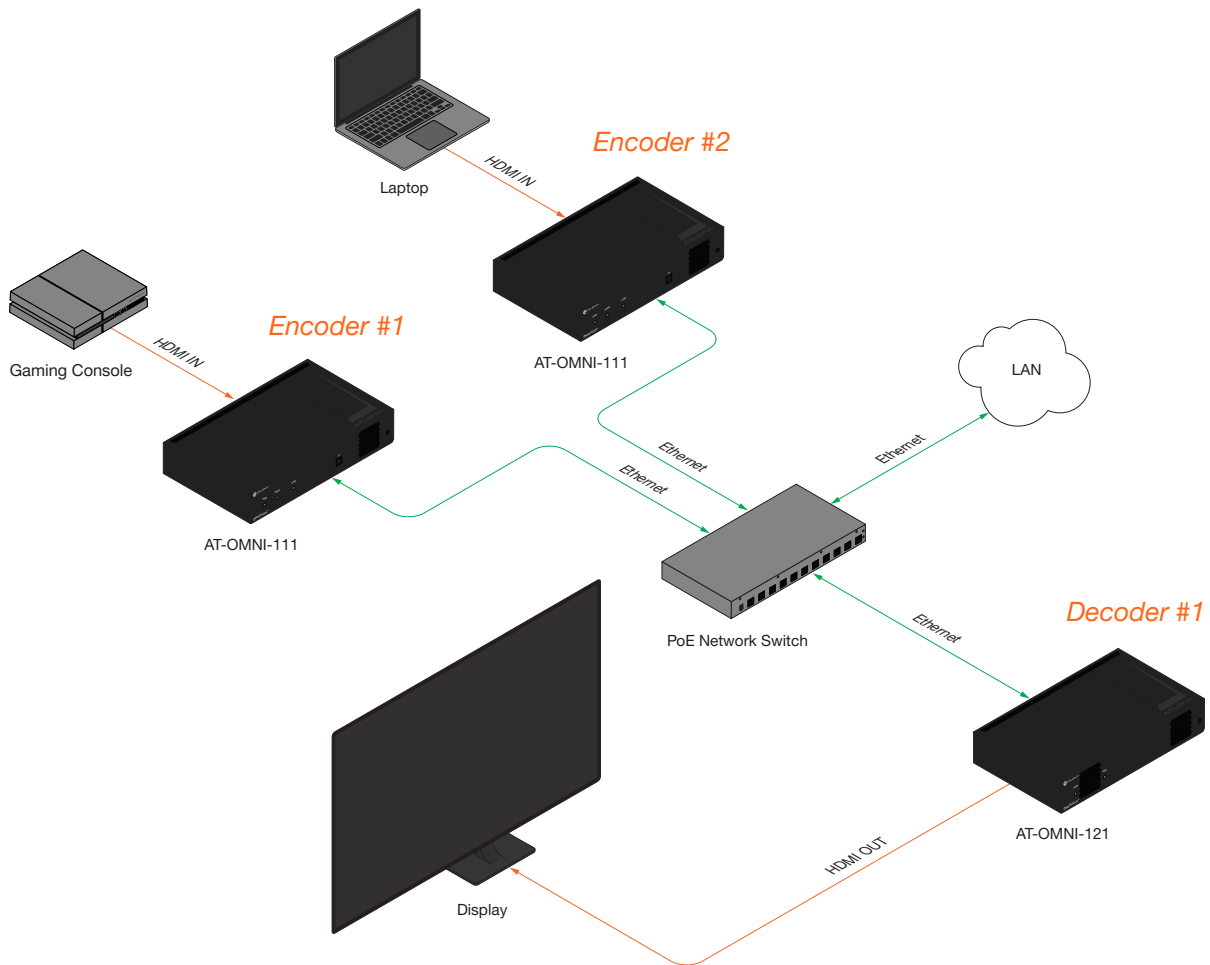 Encoder #2
HDMI IN
Laptop
Encoder #1
HDMI IN
Gaming Console
AT-OMNI-111
LAN
Ethernet
Ethernet
Ethernet
AT-OMNI-111
PoE Network Switch
Ethernet
Decoder #1
AT-OMNI-121
HDMI OUT
Display